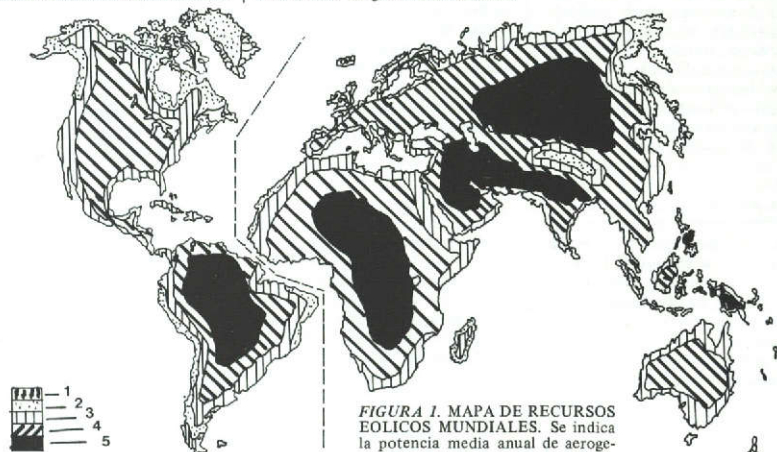 1
2
3
4
5
FIGURA 1. MAPA DE RECURSOS
EOLICOS MUNDIALES. Se indica
la potencia media anual de aeroge-